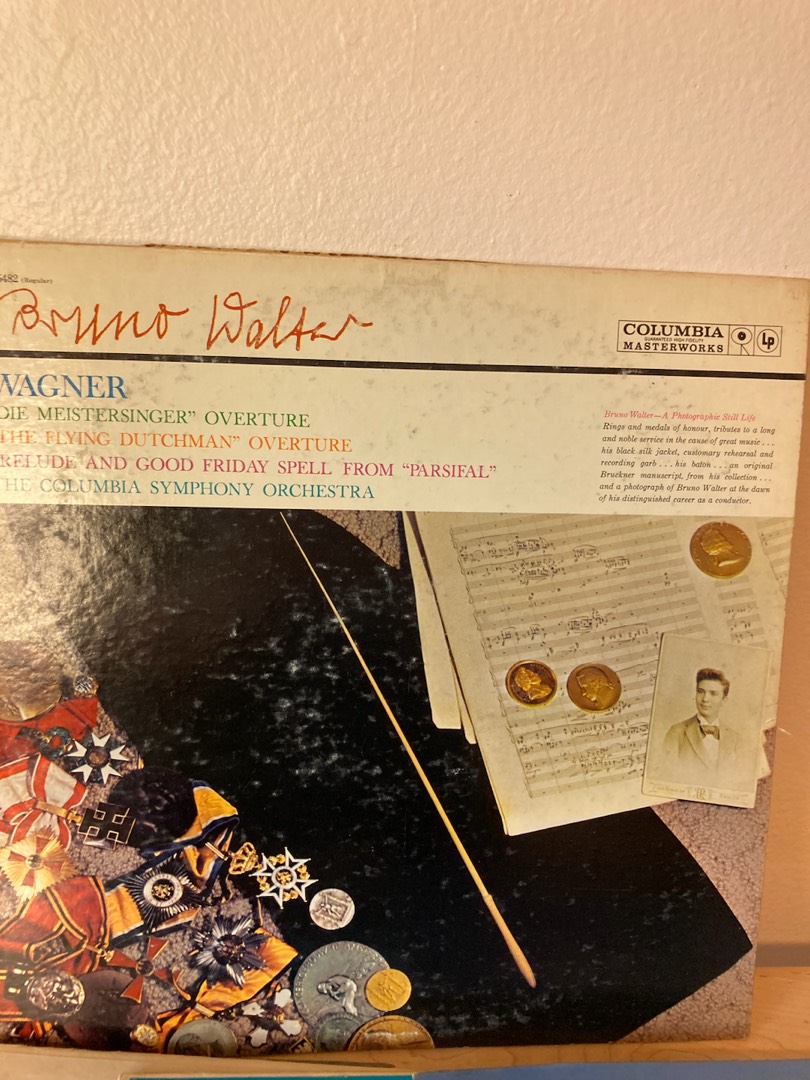 5482 (Regular)
Bruno Walter
COLUMBIA
GUARANTEED HIGH FIDELITY
MASTERWORKS
LP
WAGNER
DIE MEISTERSINGER" OVERTURE
THE FLYING DUTCHMAN" OVERTURE
RELUDE AND GOOD FRIDAY SPELL FROM "PARSIFAL"
THE COLUMBIA SYMPHONY ORCHESTRA
Bruno Walter—A Photographic Still Life
Rings and medals of honour, tributes to a long
and noble service in the cause of great music...
his black silk jacket, customary rehearsal and
recording garb...his baton...an original
Bruckner manuscript, from his collection...
and a photograph of Bruno Walter at the dawn
of his distinguished career as a conductor.